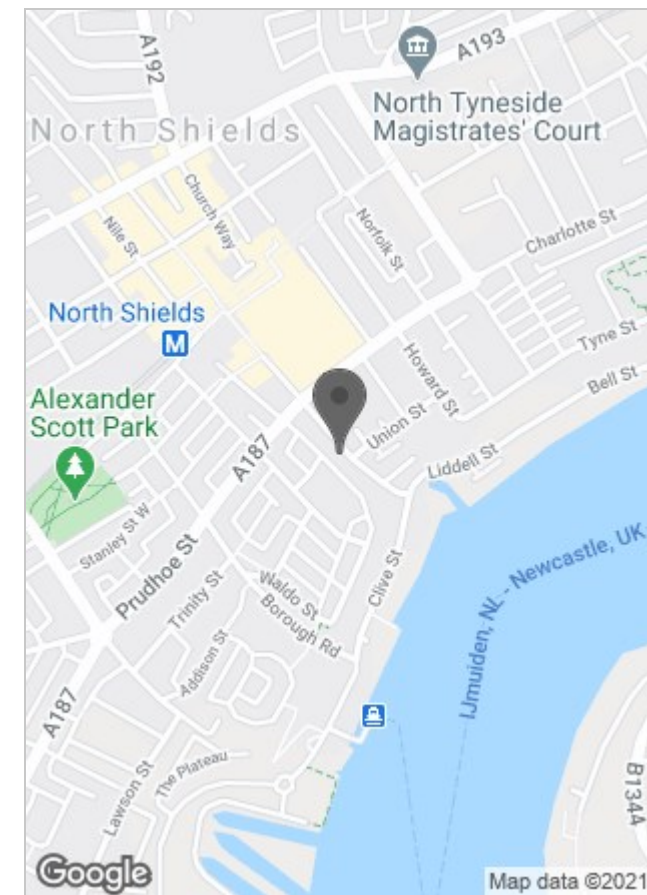 A193
A192
North Tyneside
Magistrates' Court
North Shields
Church Way
Nile St
Norfolk St
Charlotte St
North Shields
M
Tyne St
Howard St
Bell St
Alexander
Scott Park
Union St
A187
Liddell St
Stanley St W
Prudhoe St
Clive St
IJmuiden, NL - Newcastle, UK
Trinity St
Waldo St
Borough Rd
Addison St
A187
The Plateau
B1344
Lawson St
Google
Map data ©2021